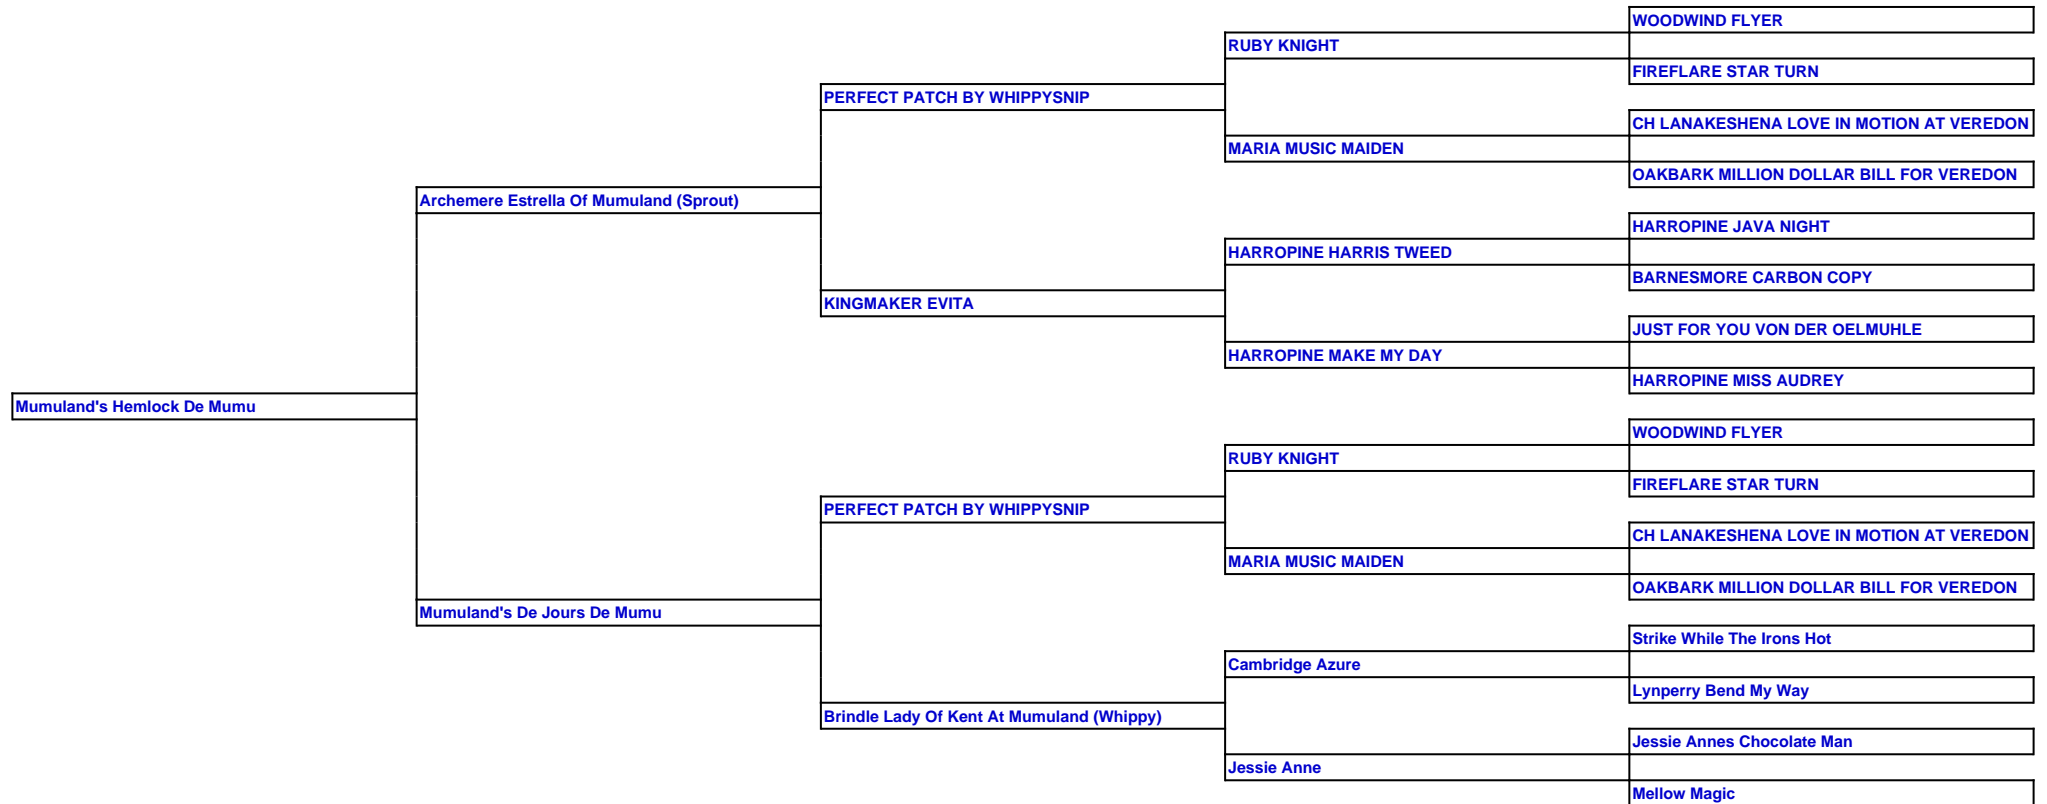 WOODWIND FLYER
RUBY KNIGHT
FIREFLARE STAR TURN
PERFECT PATCH BY WHIPPYSNIP
CH LANAKESHENA LOVE IN MOTION AT VEREDON
MARIA MUSIC MAIDEN
OAKBARK MILLION DOLLAR BILL FOR VEREDON
Archemere Estrella Of Mumuland (Sprout)
HARROPINE JAVA NIGHT
HARROPINE HARRIS TWEED
BARNESMORE CARBON COPY
KINGMAKER EVITA
JUST FOR YOU VON DER OELMUHLE
HARROPINE MAKE MY DAY
HARROPINE MISS AUDREY
Mumuland's Hemlock De Mumu
WOODWIND FLYER
RUBY KNIGHT
FIREFLARE STAR TURN
PERFECT PATCH BY WHIPPYSNIP
CH LANAKESHENA LOVE IN MOTION AT VEREDON
MARIA MUSIC MAIDEN
OAKBARK MILLION DOLLAR BILL FOR VEREDON
Mumuland's De Jours De Mumu
Strike While The Irons Hot
Cambridge Azure
Lynperry Bend My Way
Brindle Lady Of Kent At Mumuland (Whippy)
Jessie Annes Chocolate Man
Jessie Anne
Mellow Magic